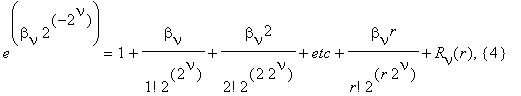 e^(β_ν 2^(-2^ν)) = 1 + β_ν / (1! 2^(2^ν)) + β_ν 2 / (2! 2^(2 2^ν)) + etc + β_ν r / (r! 2^(r 2^ν)) + R_ν(r), {4}